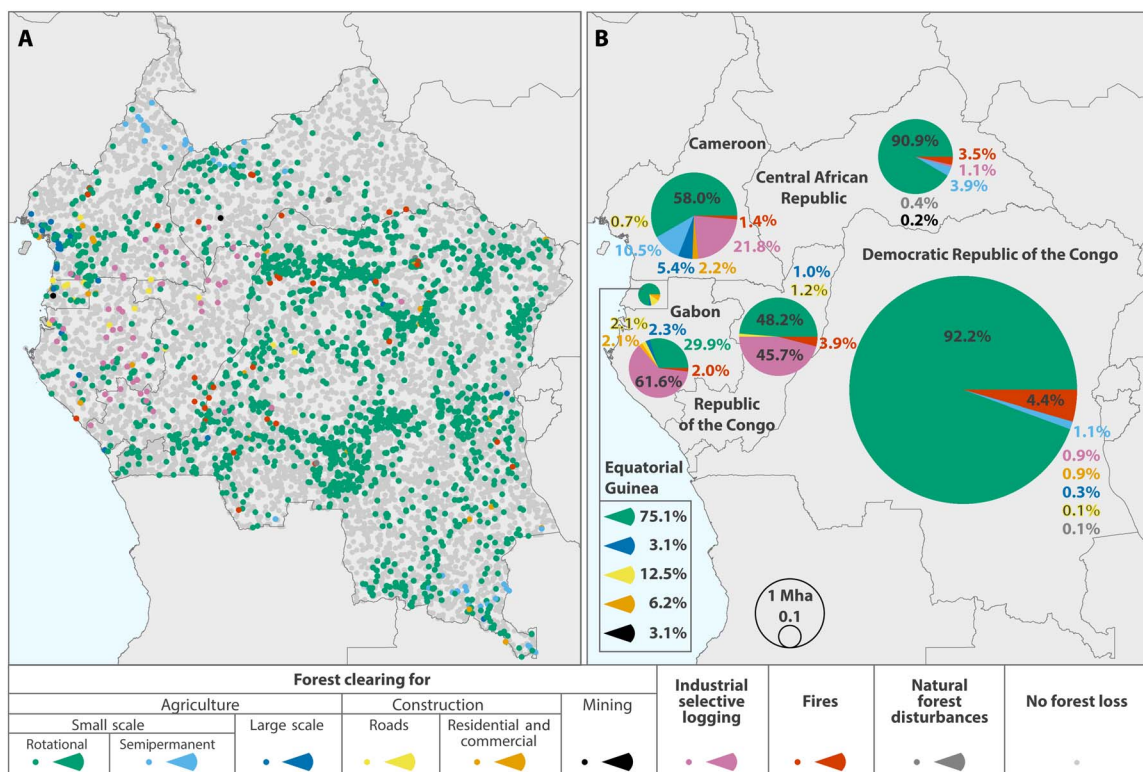 A
B
Cameroon
58.0%
0.7%
10.5%
5.4%
2.2%
21.8%
1.4%
Central African
Republic
90.9%
3.5%
1.1%
3.9%
0.4%
0.2%
Democratic Republic of the Congo
92.2%
4.4%
1.1%
0.9%
0.9%
0.3%
0.1%
0.1%
Gabon
2.1%
2.1%
2.3%
29.9%
2.0%
61.6%
1.0%
1.2%
48.2%
3.9%
45.7%
Republic
of the Congo
Equatorial
Guinea
75.1%
3.1%
12.5%
6.2%
3.1%
1 Mha
0.1
Forest clearing for
Agriculture
Construction
Mining
Small scale
Large scale
Roads
Residential and
commercial
Rotational
Semipermanent
Industrial
selective
logging
Fires
Natural
forest
disturbances
No forest loss